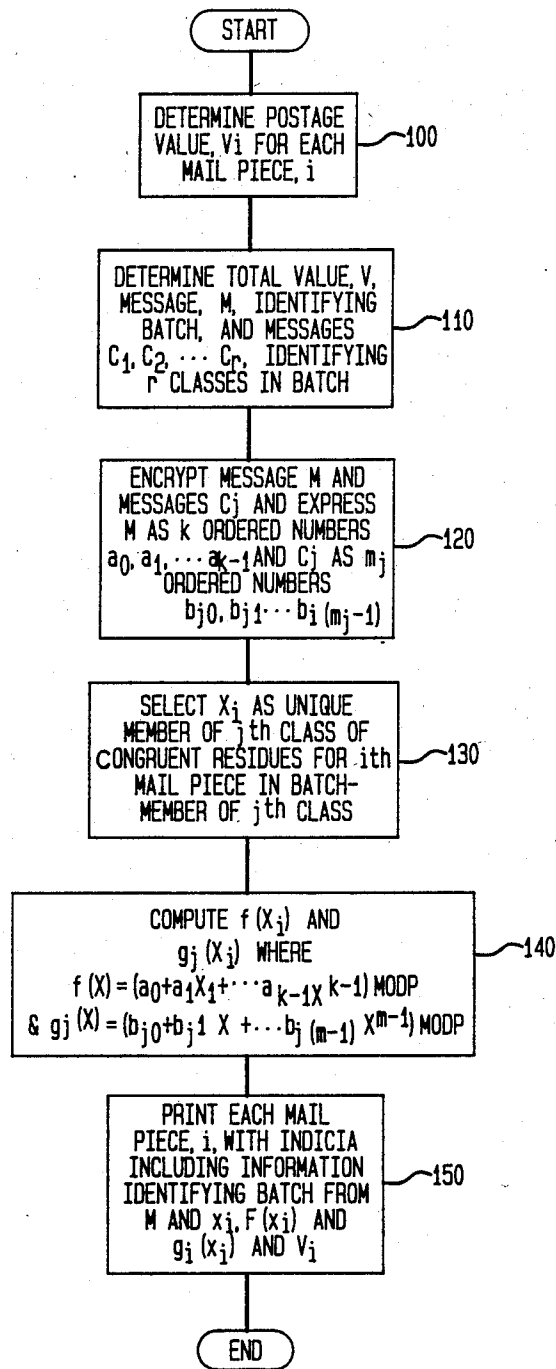 START
DETERMINE POSTAGE
VALUE, Vi FOR EACH
MAIL PIECE, i
100
DETERMINE TOTAL VALUE, V,
MESSAGE, M, IDENTIFYING
BATCH, AND MESSAGES
C₁, C₂, ··· Cᵣ, IDENTIFYING
r CLASSES IN BATCH
110
ENCRYPT MESSAGE M AND
MESSAGES Cj AND EXPRESS
M AS k ORDERED NUMBERS
a₀, a₁, ··· aₖ₋₁ AND Cj AS mj
ORDERED NUMBERS
bj0, bj1 ··· bi (mj-1)
120
SELECT Xi AS UNIQUE
MEMBER OF jth CLASS OF
CONGRUENT RESIDUES FOR ith
MAIL PIECE IN BATCH-
MEMBER OF jth CLASS
130
COMPUTE f (Xi) AND
gj (Xi) WHERE
f (X) = (a₀+a₁X₁+···aₖ₋₁X k-1) MODP
& gj (X) = (bj0+bj1 X +...bj (m-1) Xᵐ⁻¹) MODP
140
PRINT EACH MAIL
PIECE, i, WITH INDICIA
INCLUDING INFORMATION
IDENTIFYING BATCH FROM
M AND xi, F(xi) AND
gi (xi) AND Vi
150
END